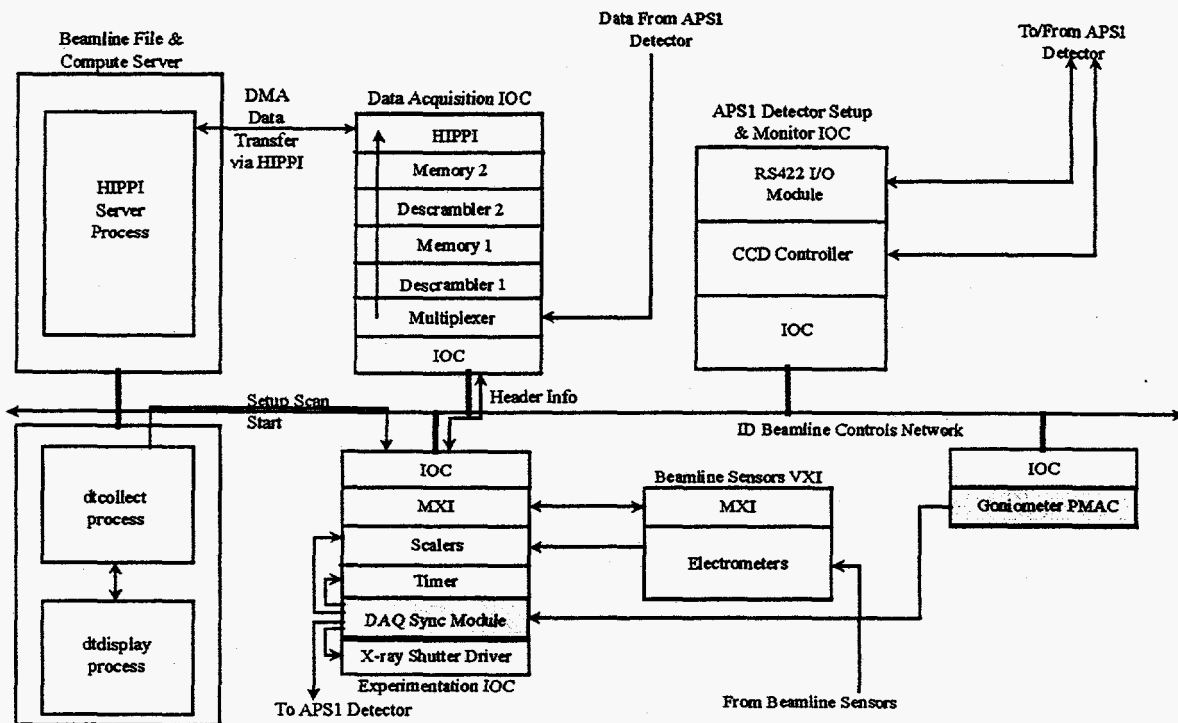 Beamline File &
Compute Server
HIPPI
Server
Process
DMA
Data
Transfer
via HIPPI
Data Acquisition IOC
HIPPI
Memory 2
Descrambler 2
Memory 1
Descrambler 1
Multiplexer
IOC
Data From APS1
Detector
To/From APS1
Detector
APS1 Detector Setup
& Monitor IOC
RS422 I/O
Module
CCD Controller
IOC
Header Info
Setup Scan
Start
ID Beamline Controls Network
dtcollect
process
dtdisplay
process
IOC
MXI
Scalers
Timer
DAQ Sync Module
X-ray Shutter Driver
Experimentation IOC
To APS1 Detector
Beamline Sensors VXI
MXI
Electrometers
From Beamline Sensors
IOC
Goniometer PMAC